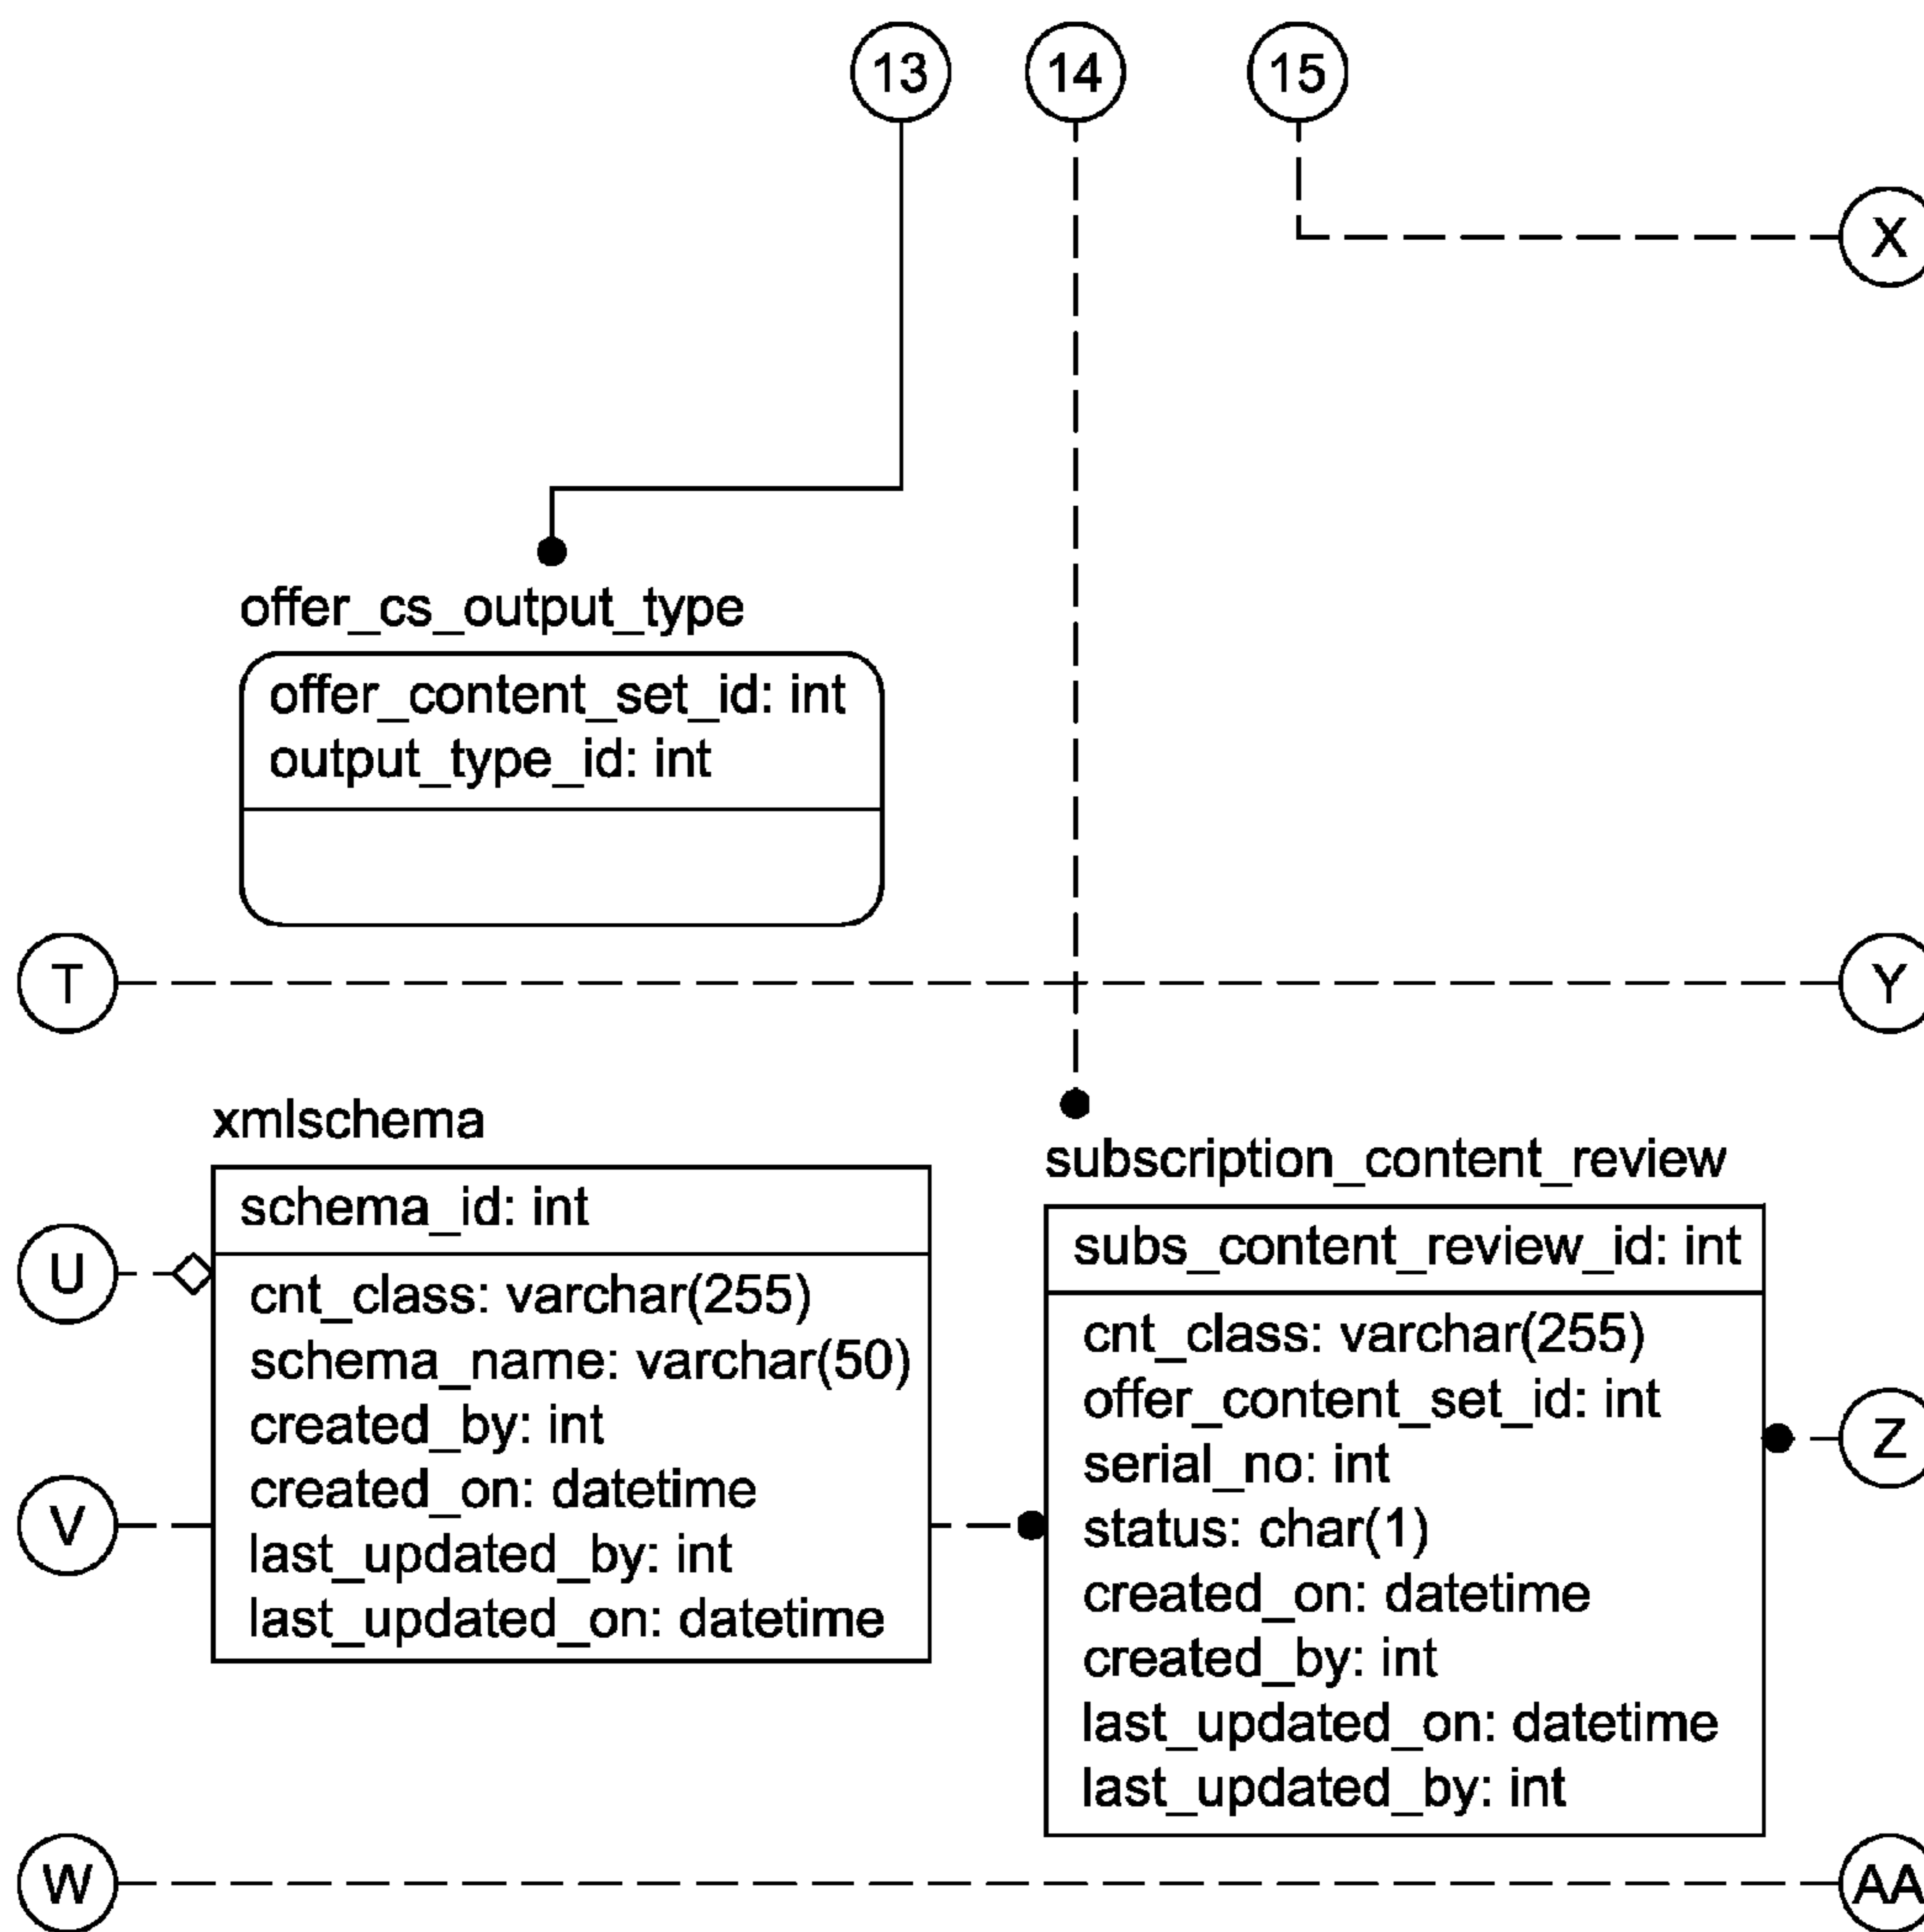 13
14
15
X
offer_cs_output_type
offer_content_set_id: int
output_type_id: int
T
Y
xmlschema
schema_id: int
U
cnt_class: varchar(255)
schema_name: varchar(50)
created_by: int
created_on: datetime
V
last_updated_by: int
last_updated_on: datetime
subscription_content_review
subs_content_review_id: int
cnt_class: varchar(255)
offer_content_set_id: int
Z
serial_no: int
status: char(1)
created_on: datetime
created_by: int
last_updated_on: datetime
last_updated_by: int
W
AA